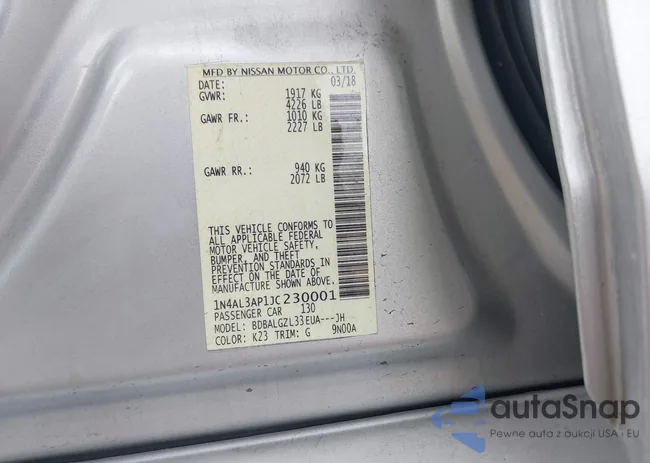 MFD BY NISSAN MOTOR CO., LTD.
DATE: 03/18
GVWR: 1917 KG
4226 LB
GAWR FR.: 1010 KG
2227 LB
GAWR RR.: 940 KG
2072 LB
THIS VEHICLE CONFORMS TO
ALL APPLICABLE FEDERAL
MOTOR VEHICLE SAFETY,
BUMPER, AND THEFT
PREVENTION STANDARDS IN
EFFECT ON THE DATE OF
MANUFACTURE SHOWN ABOVE.
1N4AL3AP1JC230001
PASSENGER CAR 130
MODEL: BDBALGZL33EUA---JH
COLOR: K23 TRIM: G 9N00A
autaSnap
Pewne auto z aukcji USA i EU